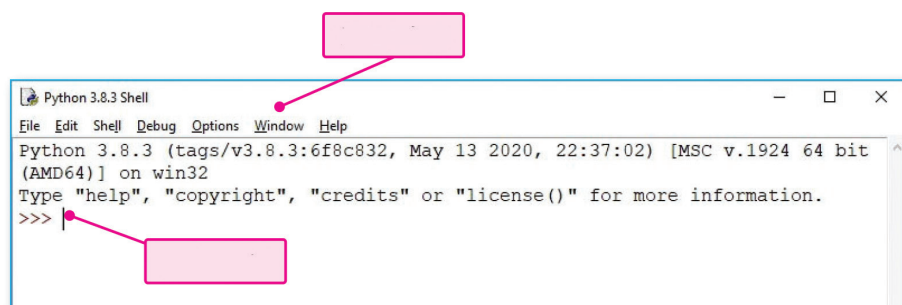 Python 3.8.3 Shell
File Edit Shell Debug Options Window Help
Python 3.8.3 (tags/v3.8.3:6f8c832, May 13 2020, 22:37:02) [MSC v.1924 64 bit
(AMD64)] on win32
Type "help", "copyright", "credits" or "license()" for more information.
>>>